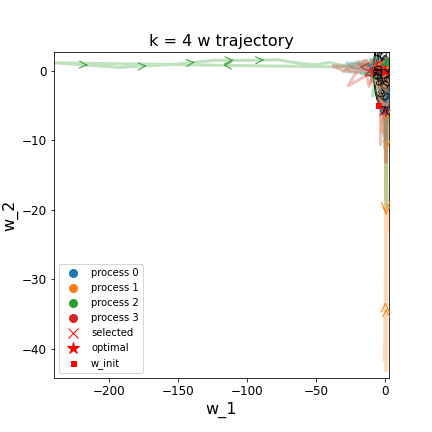 k = 4 w trajectory
w_2
0
−10
−20
−30
−40
process 0
process 1
process 2
process 3
selected
optimal
w_init
−200
−150
−100
−50
0
w_1